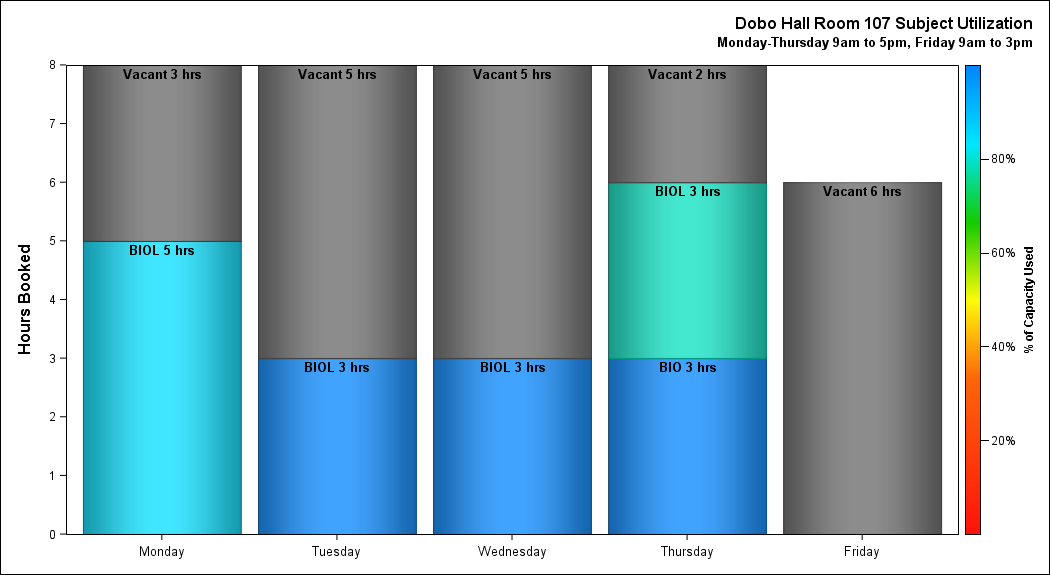 Dobo Hall Room 107 Subject Utilization
Monday-Thursday 9am to 5pm, Friday 9am to 3pm
Hours Booked
8
7
6
5
4
3
2
1
0
Vacant 3 hrs
BIOL 5 hrs
Vacant 5 hrs
BIOL 3 hrs
Vacant 5 hrs
BIOL 3 hrs
Vacant 2 hrs
BIOL 3 hrs
BIO 3 hrs
Vacant 6 hrs
Monday
Tuesday
Wednesday
Thursday
Friday
80%
60%
40%
20%
% of Capacity Used